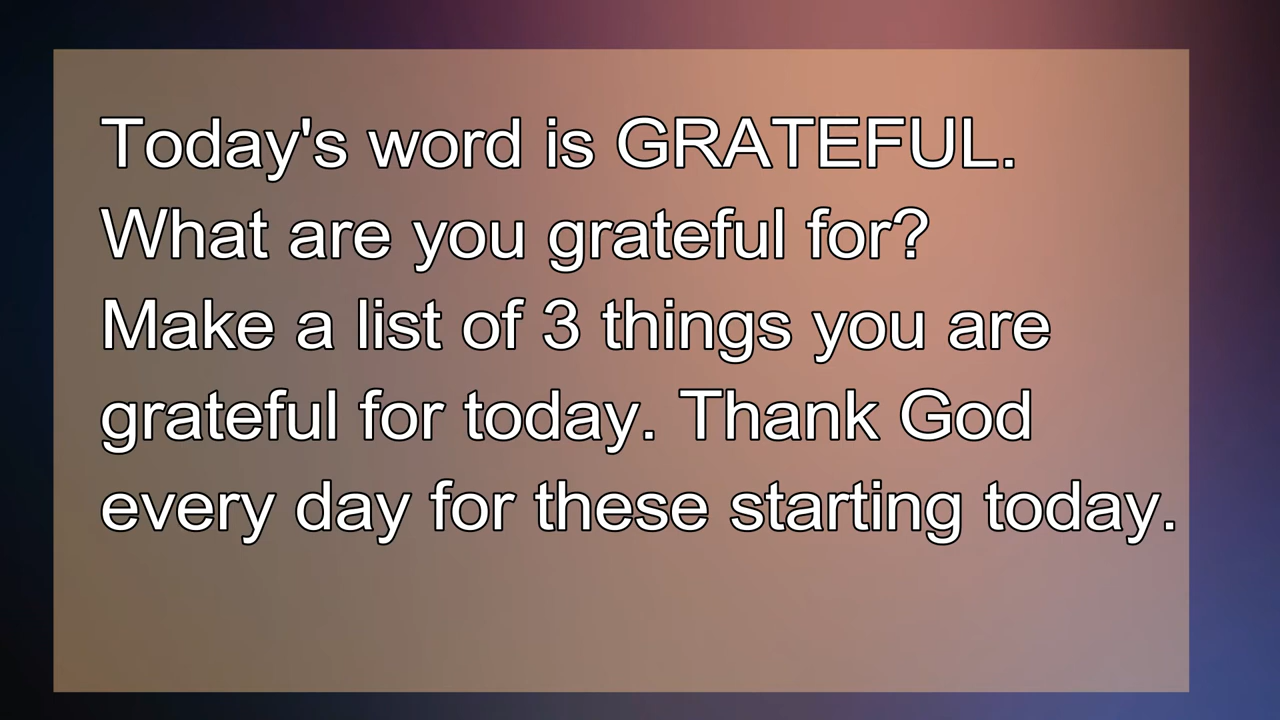 Today's word is GRATEFUL.
What are you grateful for?
Make a list of 3 things you are
grateful for today. Thank God
every day for these starting today.